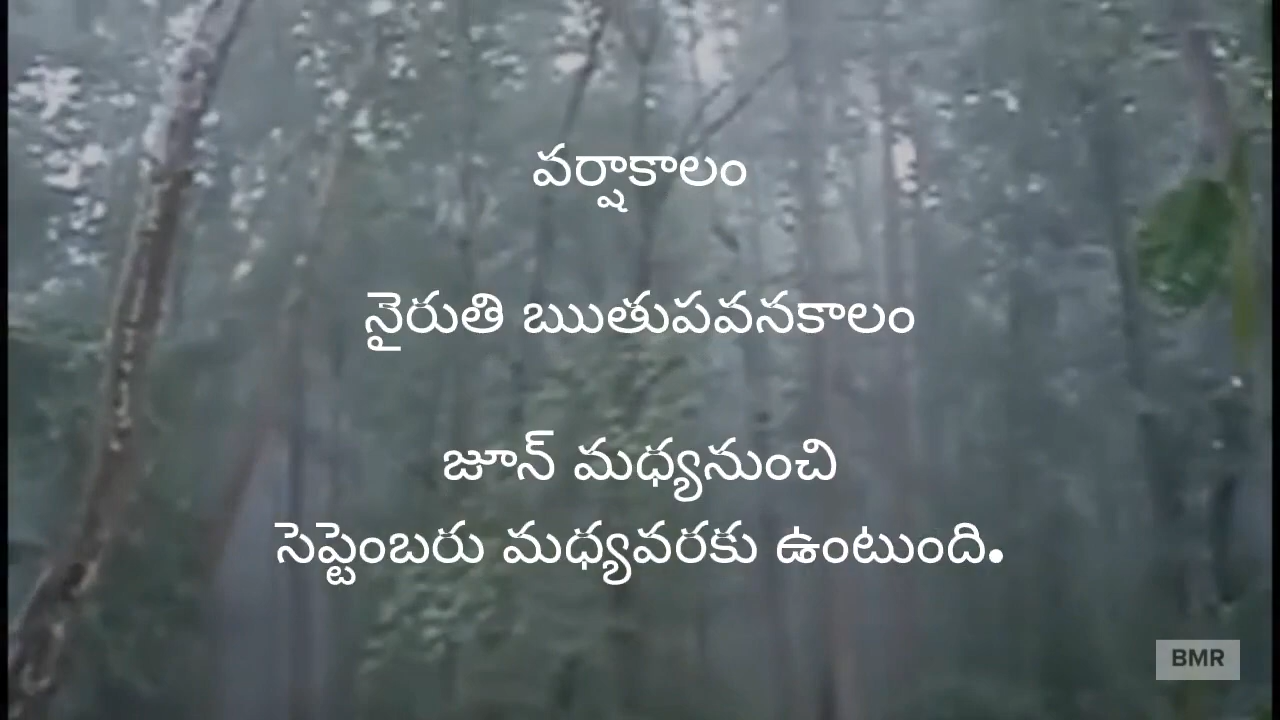 వర్షాకాలం
నైరుతి ఋతుపవనకాలం
జూన్ మధ్యనుంచి
సెప్టెంబరు మధ్యవరకు ఉంటుంది.
BMR